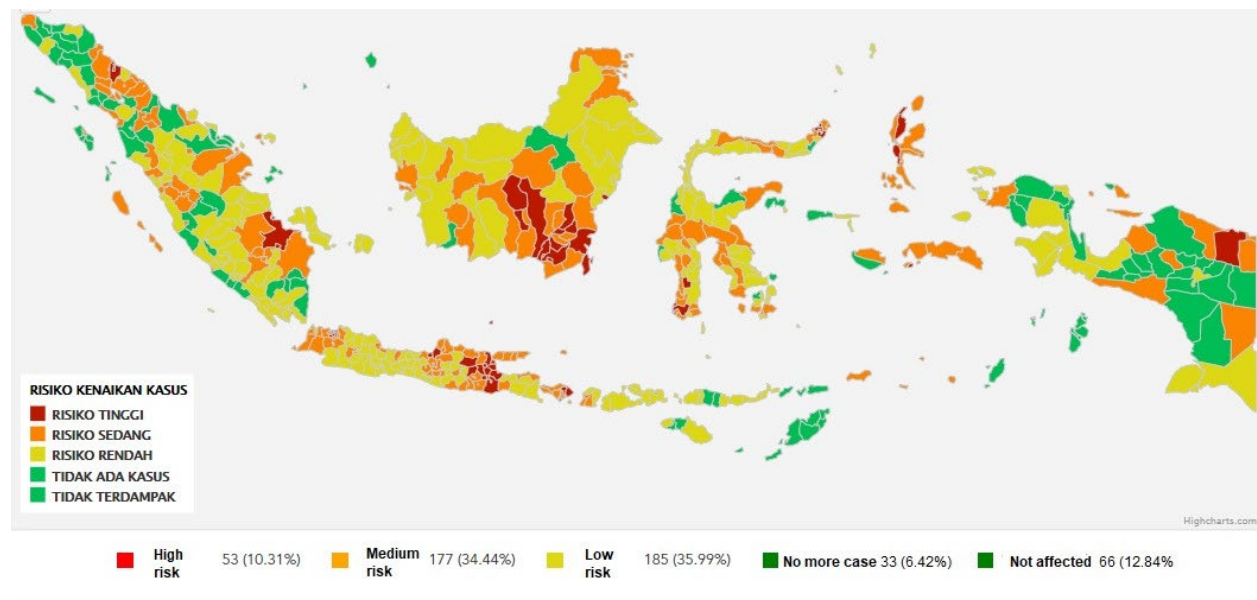 RISIKO KENAIKAN KASUS
RISIKO TINGGI
RISIKO SEDANG
RISIKO RENDAH
TIDAK ADA KASUS
TIDAK TERDAMPAK
Highcharts.com
High risk 53 (10.31%)
Medium risk 177 (34.44%)
Low risk 185 (35.99%)
No more case 33 (6.42%)
Not affected 66 (12.84%